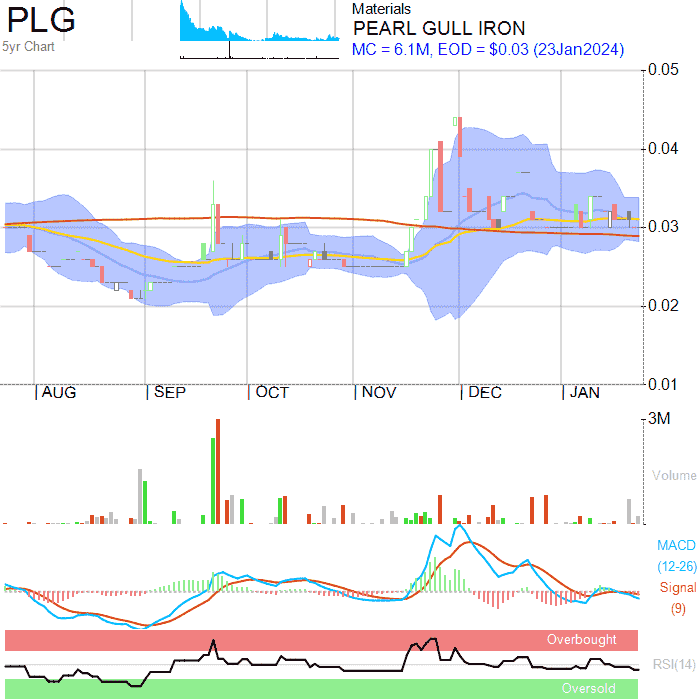 PLG
5yr Chart
Materials
PEARL GULL IRON
MC = 6.1M, EOD = $0.03 (23Jan2024)
0.05
0.04
0.03
0.02
0.01
AUG SEP OCT NOV DEC JAN
3M
Volume
MACD
(12-26)
Signal
(9)
Overbought
RSI(14)
Oversold